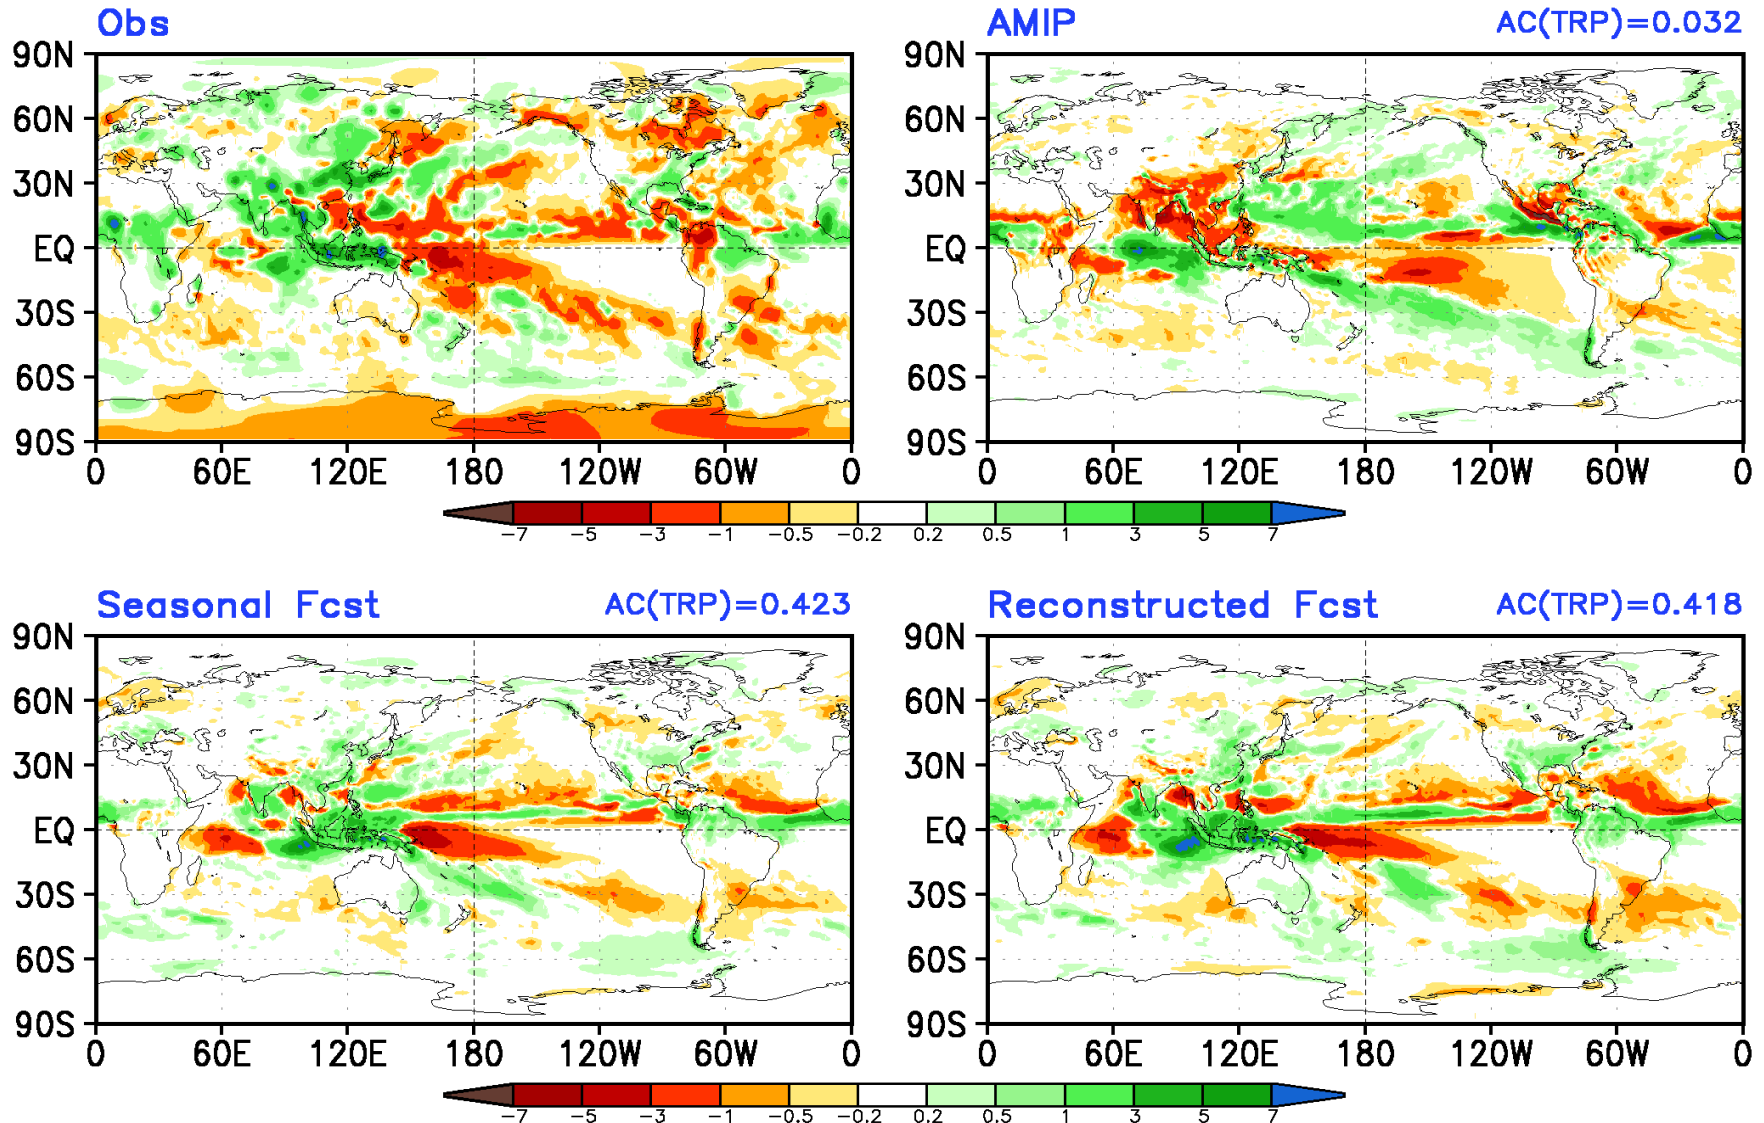 Obs
AMIP AC(TRP)=0.032
90N 90N
60N 60N
30N 30N
EQ EQ
30S 30S
60S 60S
90S 90S
0 60E 120E 180 120W 60W 0 0 60E 120E 180 120W 60W 0
−7 −5 −3 −1 −0.5 −0.2 0.2 0.5 1 3 5 7
Seasonal Fcst AC(TRP)=0.423
Reconstructed Fcst AC(TRP)=0.418
90N 90N
60N 60N
30N 30N
EQ EQ
30S 30S
60S 60S
90S 90S
0 60E 120E 180 120W 60W 0 0 60E 120E 180 120W 60W 0
−7 −5 −3 −1 −0.5 −0.2 0.2 0.5 1 3 5 7